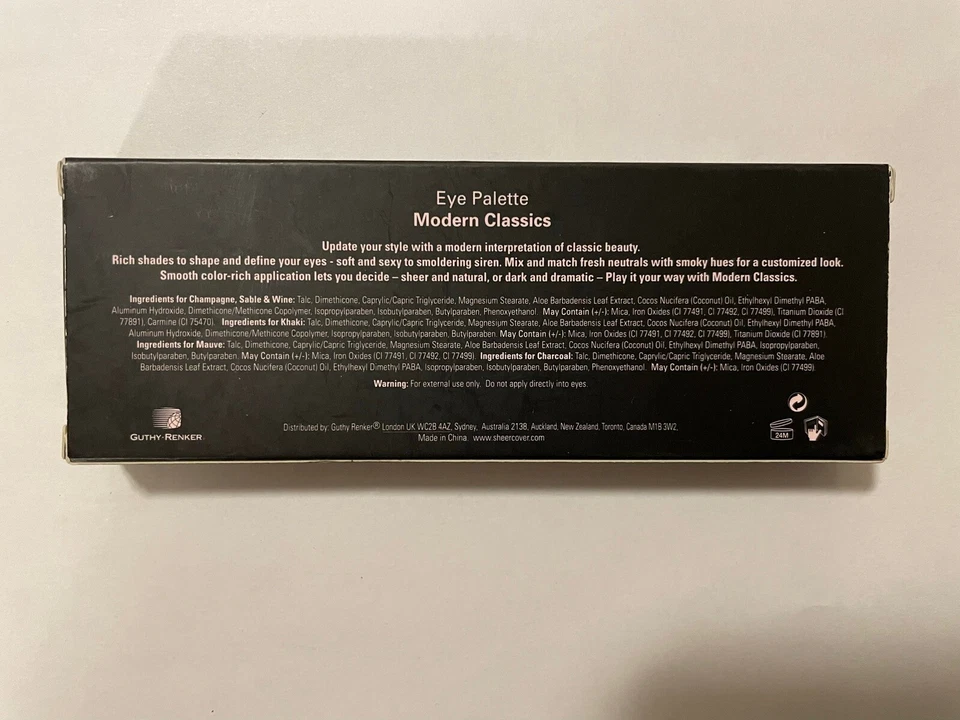 Eye Palette
Modern Classics
Update your style with a modern interpretation of classic beauty.
Rich shades to shape and define your eyes - soft and sexy to smoldering siren. Mix and match fresh neutrals with smoky hues for a customized look.
Smooth color-rich application lets you decide – sheer and natural, or dark and dramatic – Play it your way with Modern Classics.
Ingredients for Champagne, Sable & Wine: Talc, Dimethicone, Caprylic/Capric Triglyceride, Magnesium Stearate, Aloe Barbadensis Leaf Extract, Cocos Nucifera (Coconut) Oil, Ethylhexyl Dimethyl PABA,
Aluminum Hydroxide, Dimethicone/Methicone Copolymer, Isopropylparaben, Isobutylparaben, Butylparaben, Phenoxyethanol. May Contain (+/-): Mica, Iron Oxides (CI 77491, CI 77492, CI 77499), Titanium Dioxide (CI
77891), Carmine (CI 75470). Ingredients for Khaki: Talc, Dimethicone, Caprylic/Capric Triglyceride, Magnesium Stearate, Aloe Barbadensis Leaf Extract, Cocos Nucifera (Coconut) Oil, Ethylhexyl Dimethyl PABA,
Aluminum Hydroxide, Dimethicone/Methicone Copolymer, Isopropylparaben, Isobutylparaben, Butylparaben. May Contain (+/-): Mica, Iron Oxides (CI 77491, CI 77492, CI 77499), Titanium Dioxide (CI 77891).
Ingredients for Mauve: Talc, Dimethicone, Caprylic/Capric Triglyceride, Magnesium Stearate, Aloe Barbadensis Leaf Extract, Cocos Nucifera (Coconut) Oil, Ethylhexyl Dimethyl PABA, Isopropylparaben,
Isobutylparaben, Butylparaben. May Contain (+/-): Mica, Iron Oxides (CI 77491, CI 77492, CI 77499). Ingredients for Charcoal: Talc, Dimethicone, Caprylic/Capric Triglyceride, Magnesium Stearate, Aloe
Barbadensis Leaf Extract, Cocos Nucifera (Coconut) Oil, Ethylhexyl Dimethyl PABA, Isopropylparaben, Isobutylparaben, Butylparaben, Phenoxyethanol. May Contain (+/-): Mica, Iron Oxides (CI 77499).
Warning: For external use only. Do not apply directly into eyes.
GUTHY-RENKER
Distributed by: Guthy Renker® London UK WC2B 4AZ, Sydney, Australia 2138, Auckland, New Zealand, Toronto, Canada M1B 3W2.
Made in China. www.sheercover.com
24M